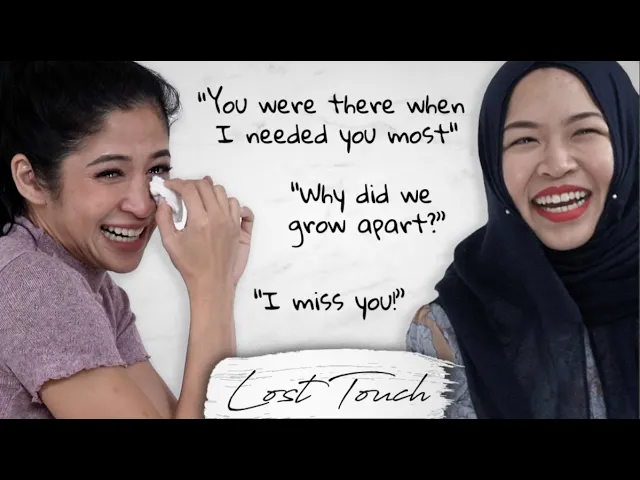 "You were there when
I needed you most"
"Why did we
grow apart?"
"I miss you!"
Lost Touch